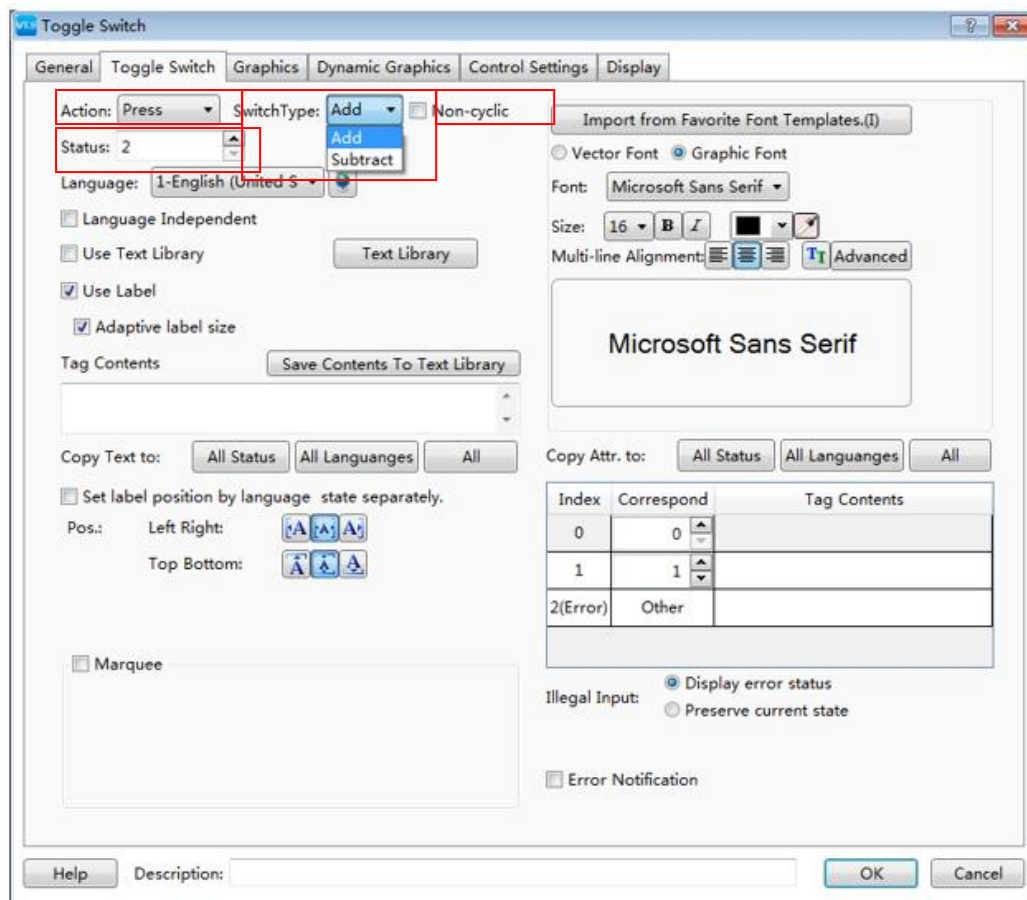 Toggle Switch
General Toggle Switch Graphics Dynamic Graphics Control Settings Display
Action: Press SwitchType: Add Non-cyclic
Add
Subtract
Status: 2
Language: 1-English (United S
Language Independent
Use Text Library Text Library
Use Label
Adaptive label size
Tag Contents Save Contents To Text Library
Copy Text to: All Status All Languanges All
Set label position by language state separately.
Pos.: Left Right: A A A
Top Bottom: A A A
Marquee
Import from Favorite Font Templates.(I)
Vector Font Graphic Font
Font: Microsoft Sans Serif
Size: 16 B I
Multi-line Alignment: TI Advanced
Microsoft Sans Serif
Copy Attr. to: All Status All Languanges All
Index Correspond Tag Contents
0 0
1 1
2(Error) Other
Illegal Input: Display error status
Preserve current state
Error Notification
Help Description: OK Cancel